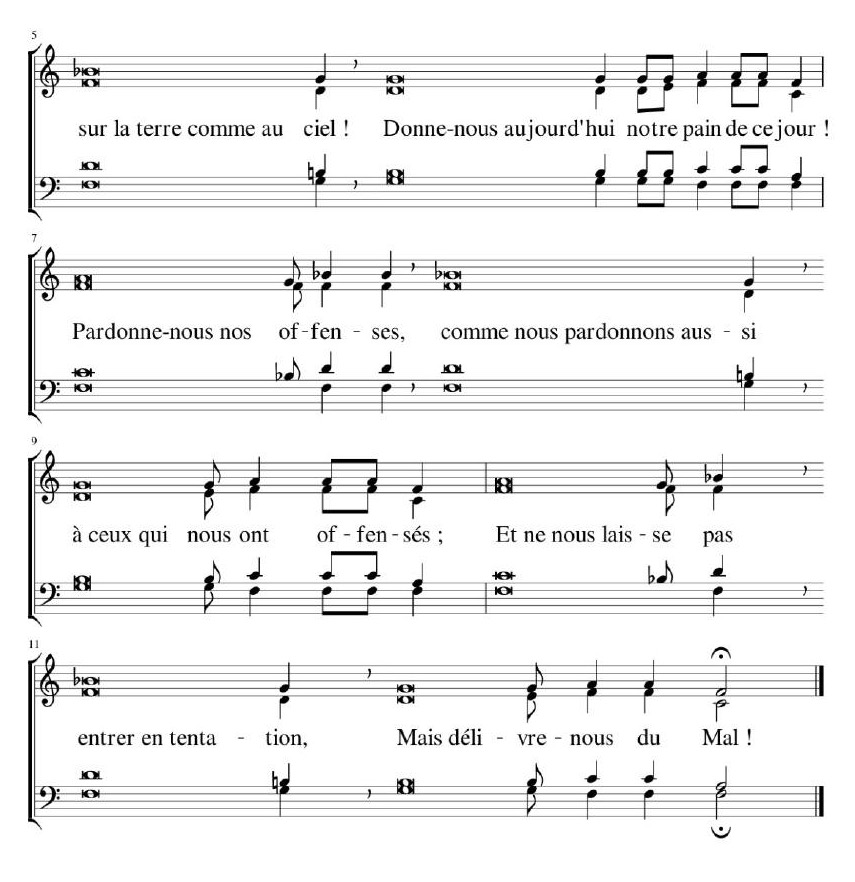 5
sur la terre comme au ciel ! Donne-nous aujourd'hui notre pain de ce jour !
7
Pardonne-nous nos of-fen - ses, comme nous pardonnons aus - si
9
à ceux qui nous ont of - fen - sés ; Et ne nous lais - se pas
11
entrer en tenta - tion, Mais déli - vre - nous du Mal !